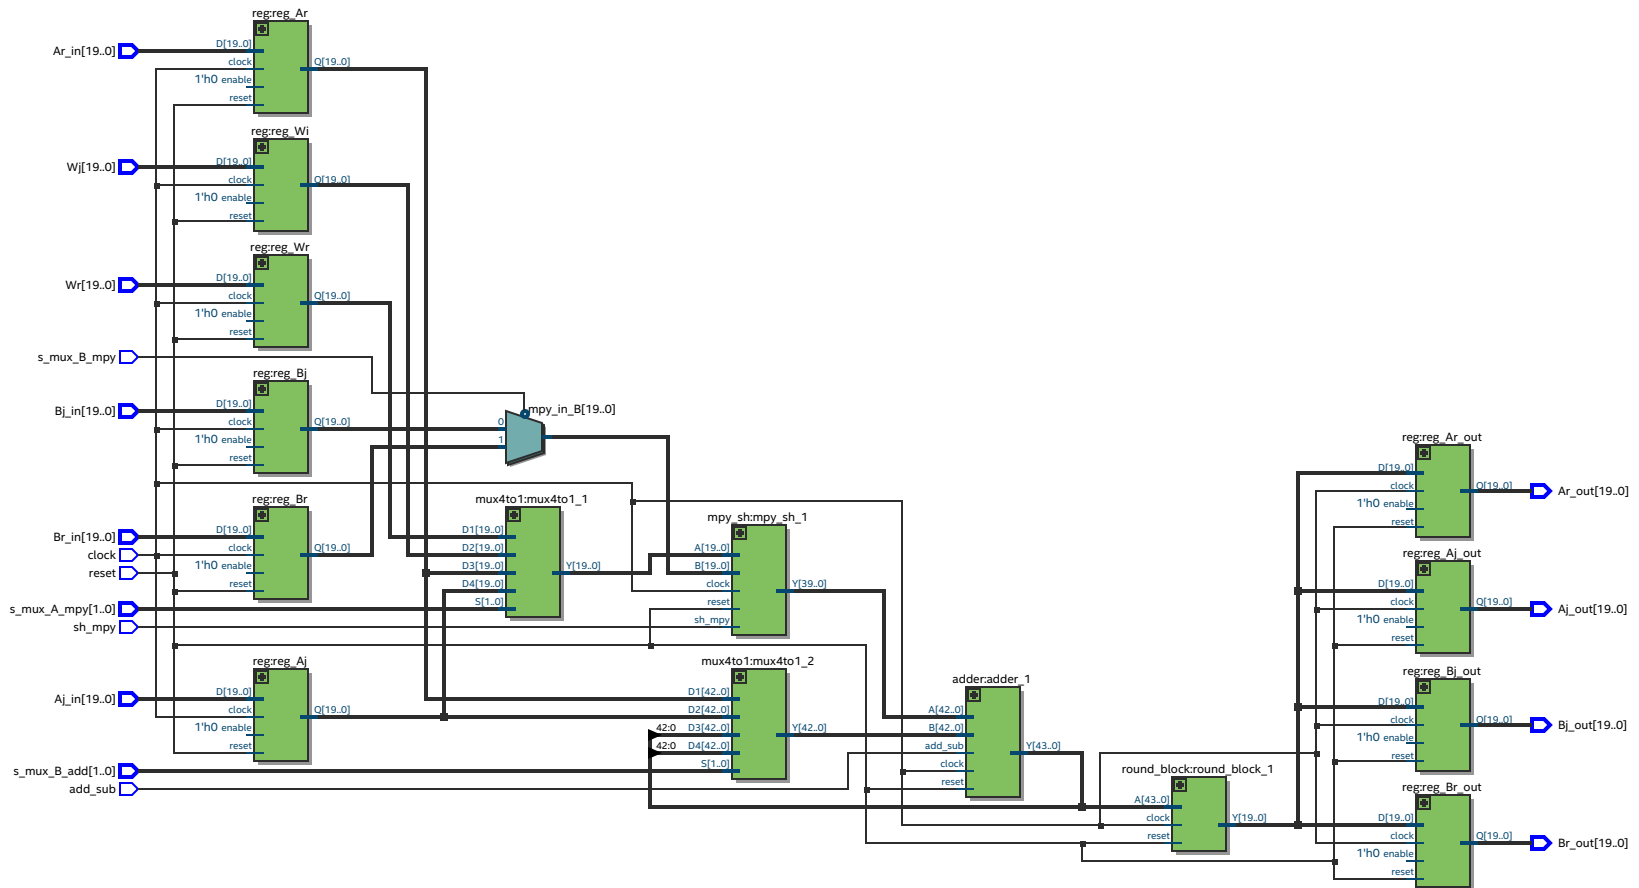 reg:reg_Ar
Ar_in[19..0]
D[19..0]
clock
1'h0 enable
reset
Q[19..0]
reg:reg_Wi
Wj[19..0]
D[19..0]
clock
1'h0 enable
reset
Q[19..0]
reg:reg_Wr
Wr[19..0]
D[19..0]
clock
1'h0 enable
reset
Q[19..0]
s_mux_B_mpy
reg:reg_Bj
Bj_in[19..0]
D[19..0]
clock
1'h0 enable
reset
Q[19..0]
mpy_in_B[19..0]
0
1
reg:reg_Br
Br_in[19..0]
clock
reset
D[19..0]
clock
1'h0 enable
reset
Q[19..0]
s_mux_A_mpy[1..0]
sh_mpy
mux4to1:mux4to1_1
D1[19..0]
D2[19..0]
D3[19..0]
D4[19..0]
S[1..0]
Y[19..0]
mpy_sh:mpy_sh_1
A[19..0]
B[19..0]
clock
reset
sh_mpy
Y[39..0]
reg:reg_Aj
Aj_in[19..0]
D[19..0]
clock
1'h0 enable
reset
Q[19..0]
s_mux_B_add[1..0]
add_sub
mux4to1:mux4to1_2
D1[42..0]
D2[42..0]
42:0
D3[42..0]
42:0
D4[42..0]
S[1..0]
Y[42..0]
adder:adder_1
A[42..0]
B[42..0]
add_sub
clock
reset
Y[43..0]
round_block:round_block_1
A[43..0]
clock
reset
Y[19..0]
reg:reg_Ar_out
D[19..0]
clock
1'h0 enable
reset
Q[19..0]
Ar_out[19..0]
reg:reg_Aj_out
D[19..0]
clock
1'h0 enable
reset
Q[19..0]
Aj_out[19..0]
reg:reg_Bj_out
D[19..0]
clock
1'h0 enable
reset
Q[19..0]
Bj_out[19..0]
reg:reg_Br_out
D[19..0]
clock
1'h0 enable
reset
Q[19..0]
Br_out[19..0]